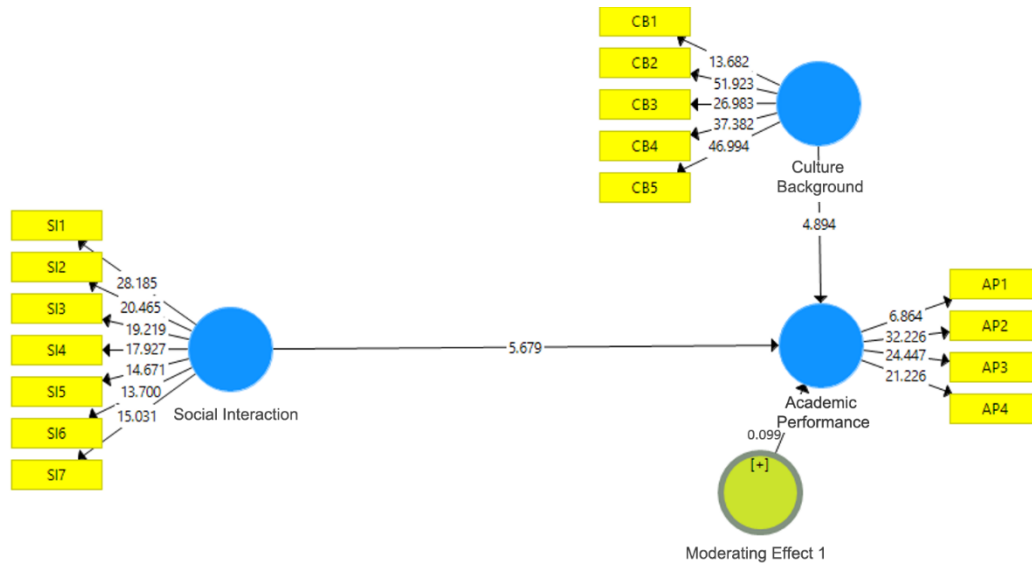 CB1
13.682
CB2
51.923
CB3
26.983
CB4
37.382
CB5
46.994
Culture
Background
4.894
SI1
28.185
SI2
20.465
SI3
19.219
SI4
17.927
SI5
14.671
SI6
13.700
SI7
15.031
Social Interaction
5.679
AP1
6.864
AP2
32.226
AP3
24.447
AP4
21.226
Academic
Performance
0.099
[+]
Moderating Effect 1